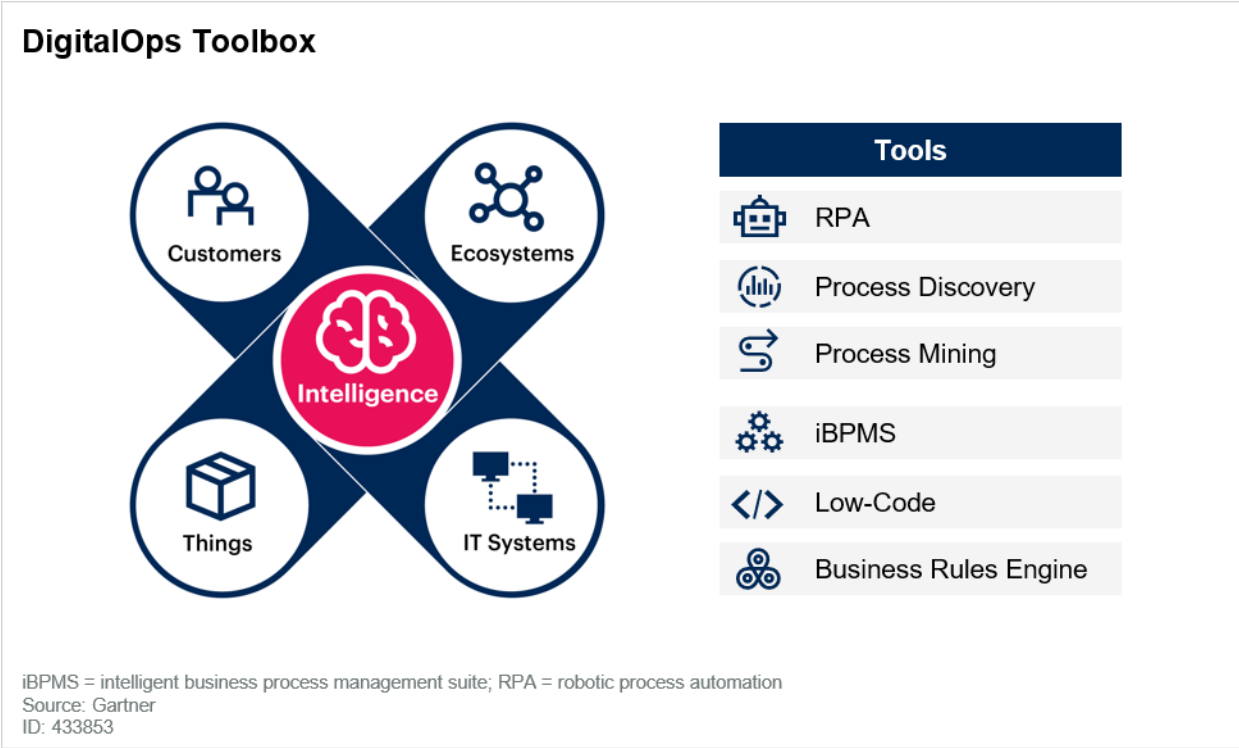 DigitalOps Toolbox
Customers
Ecosystems
Intelligence
Things
IT Systems
Tools
RPA
Process Discovery
Process Mining
iBPMS
Low-Code
Business Rules Engine
iBPMS = intelligent business process management suite; RPA = robotic process automation
Source: Gartner
ID: 433853